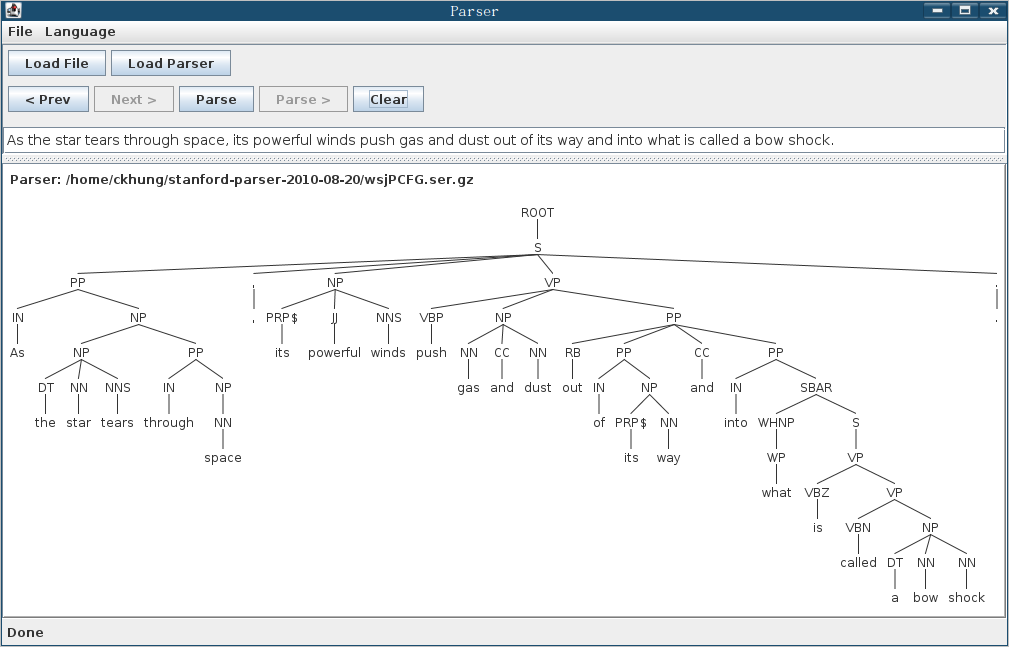 Parser
File Language
Load File Load Parser
< Prev Next > Parse Parse > Clear
As the star tears through space, its powerful winds push gas and dust out of its way and into what is called a bow shock.
Parser: /home/ckhung/stanford-parser-2010-08-20/wsjPCFG.ser.gz
ROOT
S
PP , NP VP .
IN NP , PRP$ JJ NNS VBP NP PP .
As NP PP its powerful winds push NN CC NN RB PP CC PP
DT NN NNS IN NP gas and dust out IN NP and IN SBAR
the star tears through NN of PRP$ NN into WHNP S
space its way WP VP
what VBZ VP
is VBN NP
called DT NN NN
a bow shock
Done